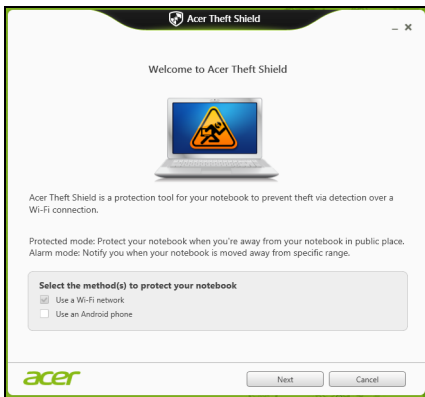 Acer Theft Shield
Welcome to Acer Theft Shield
Acer Theft Shield is a protection tool for your notebook to prevent theft via detection over a
Wi-Fi connection.
Protected mode: Protect your notebook when you're away from your notebook in public place.
Alarm mode: Notify you when your notebook is moved away from specific range.
Select the method(s) to protect your notebook
Use a Wi-Fi network
Use an Android phone
acer
Next
Cancel